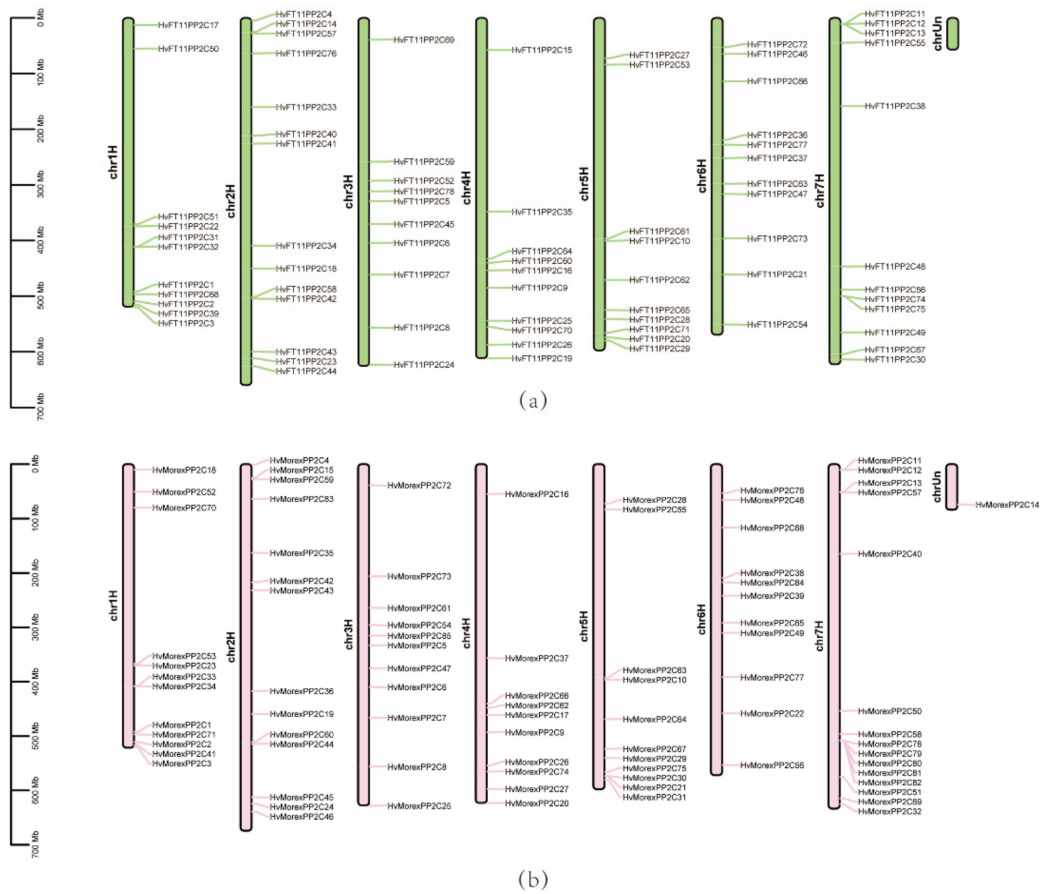 0 Mb
100 Mb
200 Mb
300 Mb
400 Mb
500 Mb
600 Mb
700 Mb
chr1H
HvFT11PP2C17
HvFT11PP2C50
HvFT11PP2C51
HvFT11PP2C22
HvFT11PP2C31
HvFT11PP2C32
HvFT11PP2C1
HvFT11PP2C68
HvFT11PP2C2
HvFT11PP2C39
HvFT11PP2C3
chr2H
HvFT11PP2C4
HvFT11PP2C14
HvFT11PP2C57
HvFT11PP2C76
HvFT11PP2C33
HvFT11PP2C40
HvFT11PP2C41
HvFT11PP2C34
HvFT11PP2C18
HvFT11PP2C58
HvFT11PP2C42
HvFT11PP2C43
HvFT11PP2C23
HvFT11PP2C44
chr3H
HvFT11PP2C69
HvFT11PP2C59
HvFT11PP2C52
HvFT11PP2C78
HvFT11PP2C5
HvFT11PP2C45
HvFT11PP2C6
HvFT11PP2C7
HvFT11PP2C8
HvFT11PP2C24
chr4H
HvFT11PP2C15
HvFT11PP2C35
HvFT11PP2C64
HvFT11PP2C60
HvFT11PP2C16
HvFT11PP2C9
HvFT11PP2C25
HvFT11PP2C70
HvFT11PP2C26
HvFT11PP2C19
chr5H
HvFT11PP2C27
HvFT11PP2C53
HvFT11PP2C61
HvFT11PP2C10
HvFT11PP2C62
HvFT11PP2C65
HvFT11PP2C28
HvFT11PP2C71
HvFT11PP2C20
HvFT11PP2C29
chr6H
HvFT11PP2C72
HvFT11PP2C46
HvFT11PP2C66
HvFT11PP2C36
HvFT11PP2C77
HvFT11PP2C37
HvFT11PP2C63
HvFT11PP2C47
HvFT11PP2C73
HvFT11PP2C21
HvFT11PP2C54
chr7H
HvFT11PP2C11
HvFT11PP2C12
HvFT11PP2C13
HvFT11PP2C55
HvFT11PP2C38
HvFT11PP2C48
HvFT11PP2C56
HvFT11PP2C74
HvFT11PP2C75
HvFT11PP2C49
HvFT11PP2C67
HvFT11PP2C30
chrUn
(a)
0 Mb
100 Mb
200 Mb
300 Mb
400 Mb
500 Mb
600 Mb
700 Mb
chr1H
HvMorexPP2C18
HvMorexPP2C52
HvMorexPP2C70
HvMorexPP2C53
HvMorexPP2C23
HvMorexPP2C33
HvMorexPP2C34
HvMorexPP2C1
HvMorexPP2C71
HvMorexPP2C2
HvMorexPP2C41
HvMorexPP2C3
chr2H
HvMorexPP2C4
HvMorexPP2C15
HvMorexPP2C59
HvMorexPP2C83
HvMorexPP2C35
HvMorexPP2C42
HvMorexPP2C43
HvMorexPP2C36
HvMorexPP2C19
HvMorexPP2C60
HvMorexPP2C44
HvMorexPP2C45
HvMorexPP2C24
HvMorexPP2C46
chr3H
HvMorexPP2C72
HvMorexPP2C73
HvMorexPP2C61
HvMorexPP2C54
HvMorexPP2C85
HvMorexPP2C5
HvMorexPP2C47
HvMorexPP2C6
HvMorexPP2C7
HvMorexPP2C8
HvMorexPP2C25
chr4H
HvMorexPP2C16
HvMorexPP2C37
HvMorexPP2C66
HvMorexPP2C62
HvMorexPP2C17
HvMorexPP2C9
HvMorexPP2C26
HvMorexPP2C74
HvMorexPP2C27
HvMorexPP2C20
chr5H
HvMorexPP2C28
HvMorexPP2C55
HvMorexPP2C63
HvMorexPP2C10
HvMorexPP2C64
HvMorexPP2C67
HvMorexPP2C29
HvMorexPP2C75
HvMorexPP2C30
HvMorexPP2C21
HvMorexPP2C31
chr6H
HvMorexPP2C76
HvMorexPP2C48
HvMorexPP2C68
HvMorexPP2C38
HvMorexPP2C84
HvMorexPP2C39
HvMorexPP2C65
HvMorexPP2C49
HvMorexPP2C77
HvMorexPP2C22
HvMorexPP2C56
chr7H
HvMorexPP2C11
HvMorexPP2C12
HvMorexPP2C13
HvMorexPP2C57
HvMorexPP2C40
HvMorexPP2C50
HvMorexPP2C58
HvMorexPP2C78
HvMorexPP2C79
HvMorexPP2C80
HvMorexPP2C81
HvMorexPP2C82
HvMorexPP2C51
HvMorexPP2C69
HvMorexPP2C32
chrUn
HvMorexPP2C14
(b)